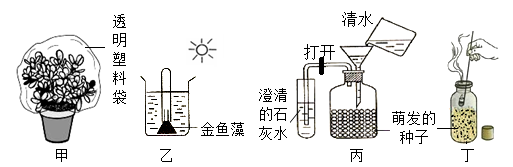 透明塑料袋
甲
金鱼藻
乙
清水
打开
澄清的石灰水
萌发的种子
丙
丁